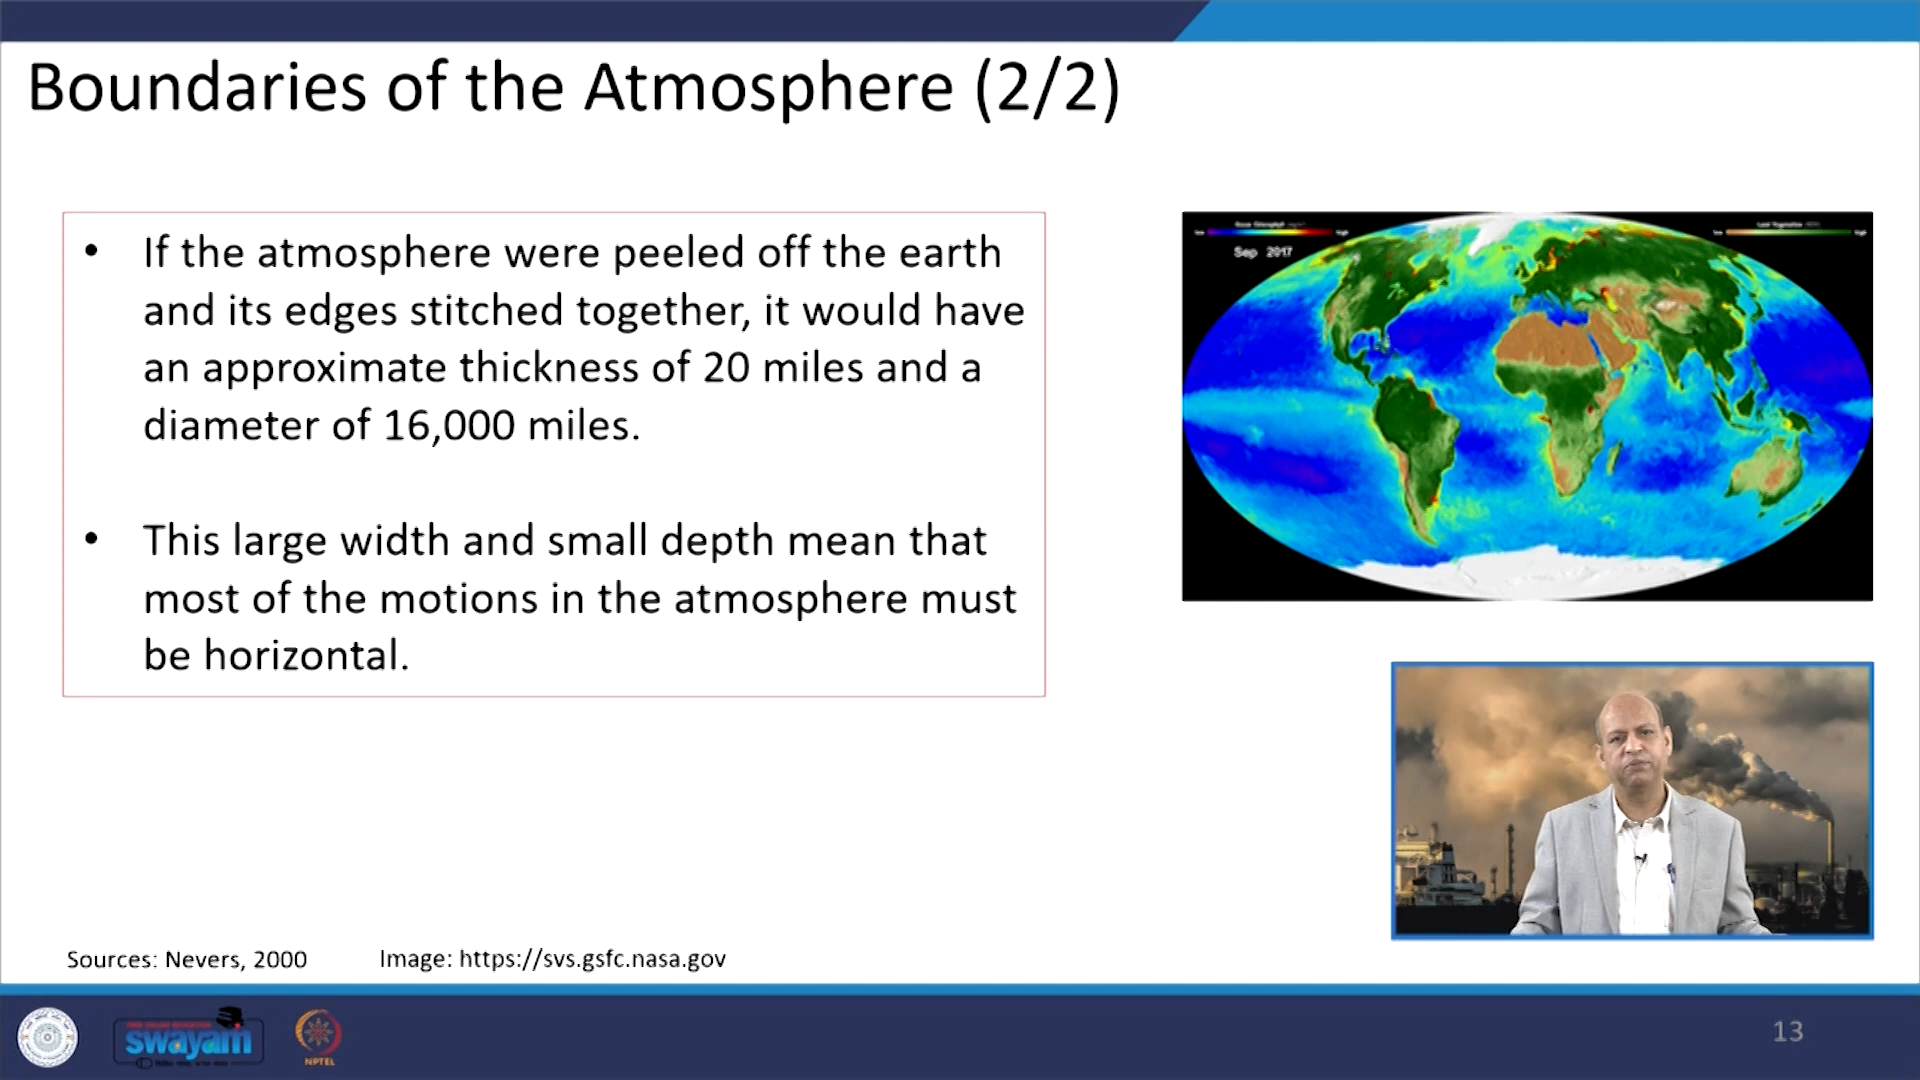 Boundaries of the Atmosphere (2/2)
• If the atmosphere were peeled off the earth
and its edges stitched together, it would have
an approximate thickness of 20 miles and a
diameter of 16,000 miles.
• This large width and small depth mean that
most of the motions in the atmosphere must
be horizontal.
Sep 2017
Sources: Nevers, 2000
Image: https://svs.gsfc.nasa.gov
swayam
NPTEL
13